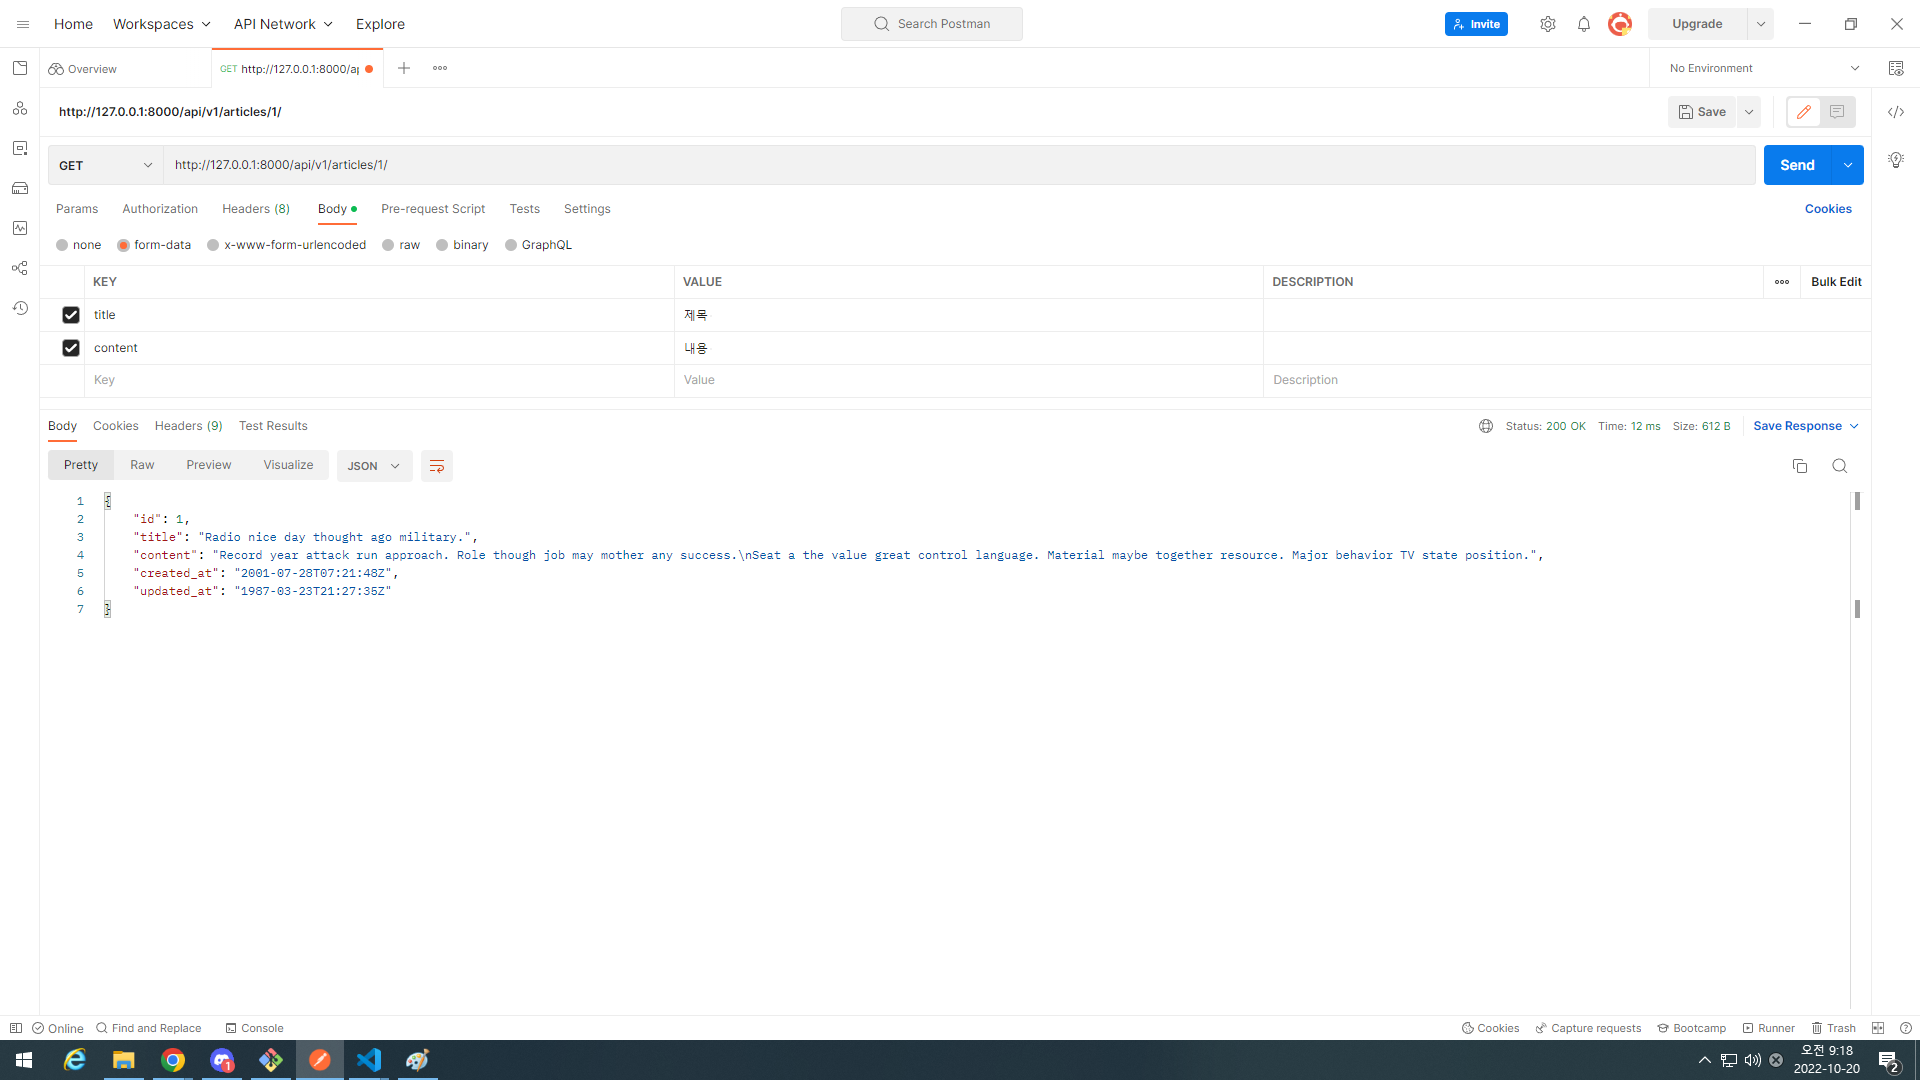 Home Workspaces API Network Explore Search Postman Invite Upgrade
Overview GET http://127.0.0.1:8000/ap No Environment
http://127.0.0.1:8000/api/v1/articles/1/ Save
GET http://127.0.0.1:8000/api/v1/articles/1/ Send
Params Authorization Headers (8) Body Pre-request Script Tests Settings Cookies
none form-data x-www-form-urlencoded raw binary GraphQL
KEY VALUE DESCRIPTION Bulk Edit
title 제목
content 내용
Key Value Description
Body Cookies Headers (9) Test Results Status: 200 OK Time: 12 ms Size: 612 B Save Response
Pretty Raw Preview Visualize JSON
1 {
2 "id": 1,
3 "title": "Radio nice day thought ago military.",
4 "content": "Record year attack run approach. Role though job may mother any success.\nSeat a the value great control language. Material maybe together resource. Major behavior TV state position.",
5 "created_at": "2001-07-28T07:21:48Z",
6 "updated_at": "1987-03-23T21:27:35Z"
7 }
Online Find and Replace Console Cookies Capture requests Bootcamp Runner Trash
1 오전 9:18
2022-10-20 2